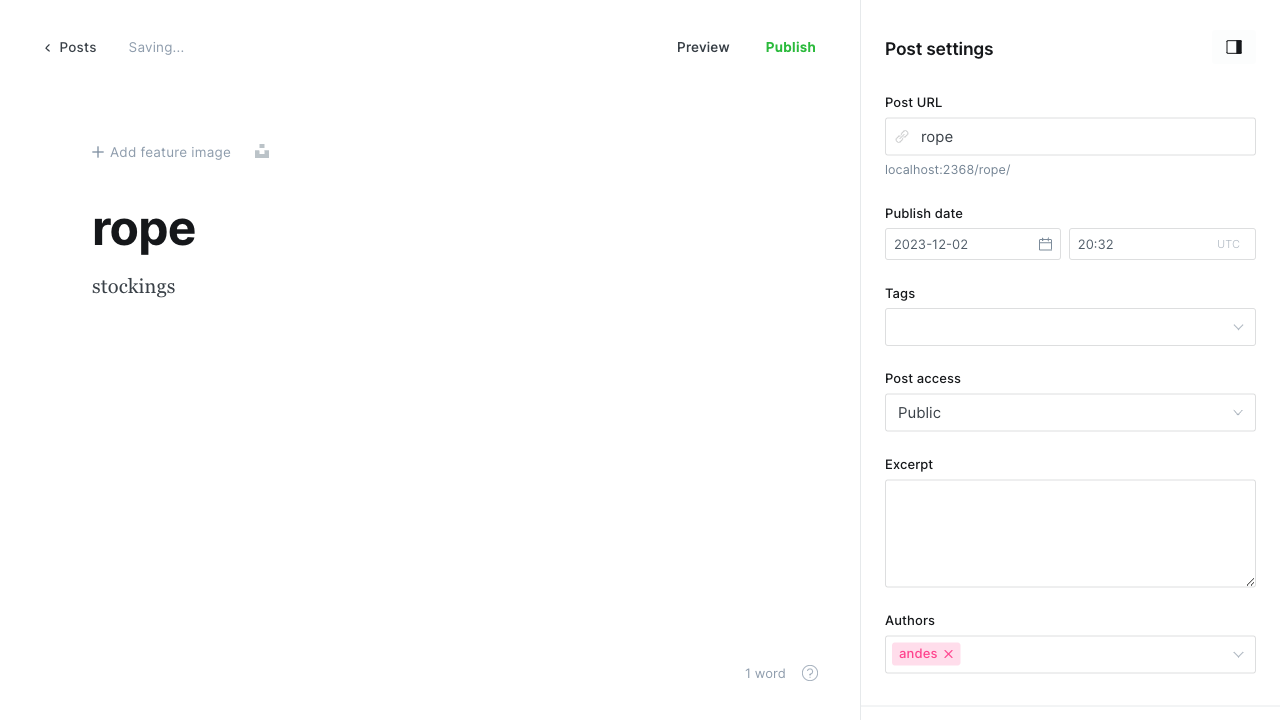 Posts
Saving...
Preview
Publish
Add feature image
rope
stockings
1 word
?
Post settings
Post URL
rope
localhost:2368/rope/
Publish date
2023-12-02
20:32
UTC
Tags
Post access
Public
Excerpt
Authors
andes